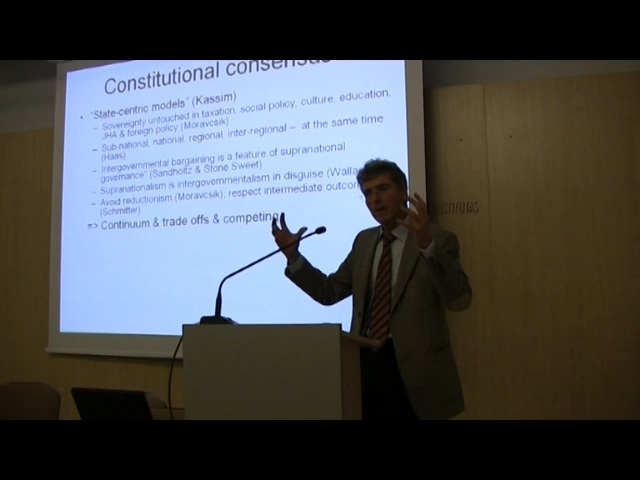 Constitutional consensus
• "State-centric models" (Kassim)
– Sovereignty untouched in taxation, social policy, culture, education,
JHA & foreign policy (Moravcsik)
– Sub-national, national, regional, inter-regional – at the same time
(Haas)
– Intergovernmental bargaining is a feature of supranational
governance" (Sandholtz & Stone Sweet)
– Supranationalism is intergovernmentalism in disguise (Walla
– Avoid reductionism (Moravcsik); respect intermediate outcom
(Schmitter)
=> Continuum & trade offs & competing